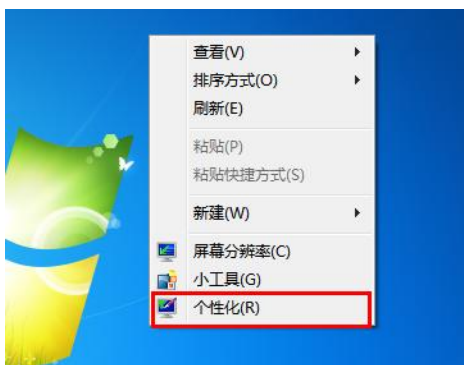 查看(V)
排序方式(O)
刷新(E)
粘贴(P)
粘贴快捷方式(S)
新建(W)
屏幕分辨率(C)
小工具(G)
个性化(R)